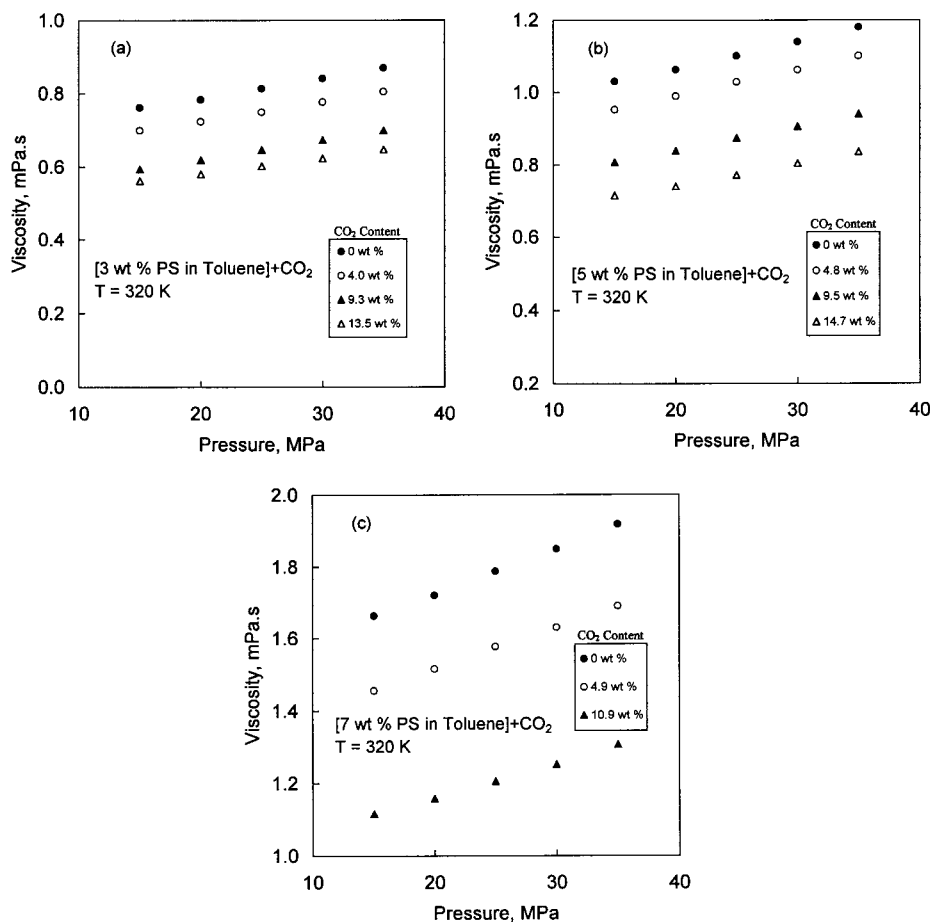 (a)
1.0
0.8
0.6
0.4
0.2
0.0
Viscosity, mPa.s
CO₂ Content
0 wt %
4.0 wt %
9.3 wt %
13.5 wt %
[3 wt % PS in Toluene]+CO₂
T = 320 K
10
20
30
40
Pressure, MPa
(b)
1.2
1.0
0.8
0.6
0.4
0.2
Viscosity, mPa.s
CO₂ Content
0 wt %
4.8 wt %
9.5 wt %
14.7 wt %
[5 wt % PS in Toluene]+CO₂
T = 320 K
10
20
30
40
Pressure, MPa
(c)
2.0
1.8
1.6
1.4
1.2
1.0
Viscosity, mPa.s
CO₂ Content
0 wt %
4.9 wt %
10.9 wt %
[7 wt % PS in Toluene]+CO₂
T = 320 K
10
20
30
40
Pressure, MPa